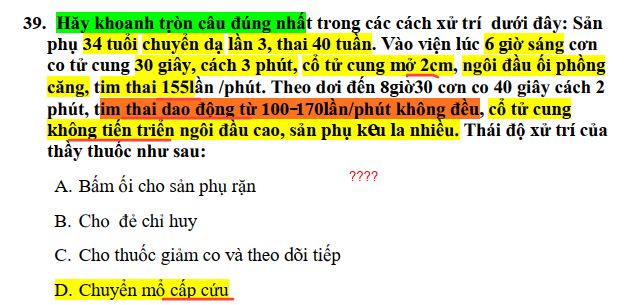 39. Hãy khoanh tròn câu đúng nhất trong các cách xử trí dưới đây: Sản
phụ 34 tuổi chuyển dạ lần 3, thai 40 tuần. Vào viện lúc 6 giờ sáng cơn
co tử cung 30 giây, cách 3 phút, cổ tử cung mở 2cm, ngôi đầu ối phồng
căng, tim thai 155lần /phút. Theo dơi đến 8giờ30 cơn co 40 giây cách 2
phút, tim thai dao động từ 100-170lần/phút không đều, cổ tử cung
không tiến triển ngôi đầu cao, sản phụ kêu la nhiều. Thái độ xử trí của
thầy thuốc như sau:
A. Bấm ối cho sản phụ rặn
????
B. Cho đẻ chỉ huy
C. Cho thuốc giảm co và theo dõi tiếp
D. Chuyển mổ cấp cứu